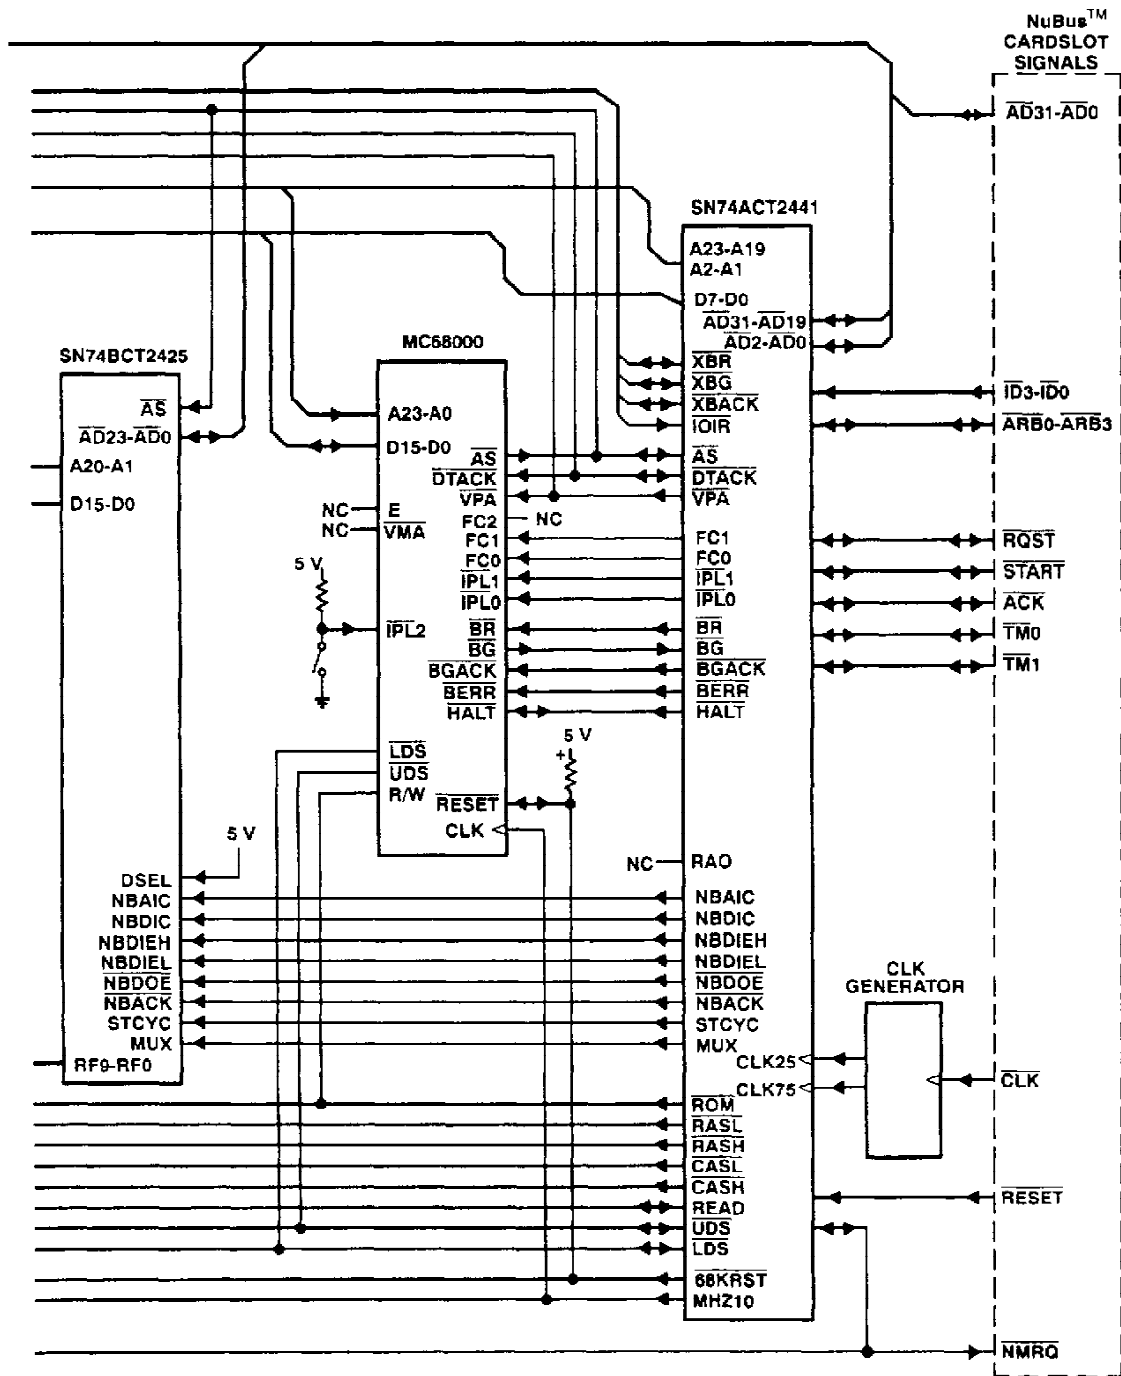 NuBus™
CARDSLOT
SIGNALS
AD31-AD0
SN74ACT2441
A23-A19
A2-A1
D7-D0
AD31-AD19
AD2-AD0
XBR
XBG
XBACK
IOIR
AS
DTACK
VPA
FC1
FC0
IPL1
IPL0
BR
BG
BGACK
BERR
HALT
RAO
NBAIC
NBDIC
NBDIEH
NBDIEL
NBDOE
NBACK
STCYC
MUX
CLK25
CLK75
ROM
RASL
RASH
CASL
CASH
READ
UDS
LDS
68KRST
MHZ10
NC
MC68000
A23-A0
D15-D0
AS
DTACK
VPA
FC2
NC
FC1
FC0
IPL1
IPL0
NC
E
NC
VMA
5 V
IPL2
BR
BG
BGACK
BERR
HALT
LDS
UDS
R/W
RESET
CLK
5 V
+
SN74BCT2425
AS
AD23-AD0
A20-A1
D15-D0
5 V
DSEL
NBAIC
NBDIC
NBDIEH
NBDIEL
NBDOE
NBACK
STCYC
MUX
RF9-RF0
ID3-ID0
ARB0-ARB3
RQST
START
ACK
TM0
TM1
CLK
GENERATOR
CLK
RESET
NMRQ